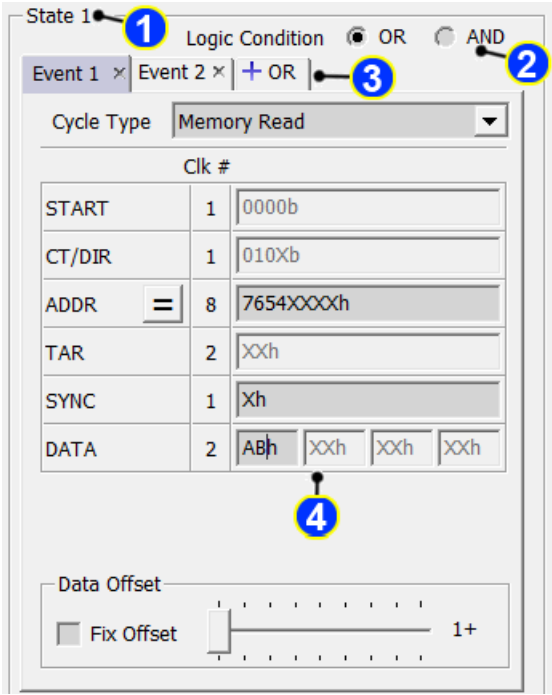 State 1
1
Logic Condition OR AND
2
Event 1 × Event 2 × + OR
3
Cycle Type Memory Read
Clk #
START 1 0000b
CT/DIR 1 010Xb
ADDR = 8 7654XXXXh
TAR 2 XXh
SYNC 1 Xh
DATA 2 ABh XXh XXh XXh
4
Data Offset
Fix Offset 1+